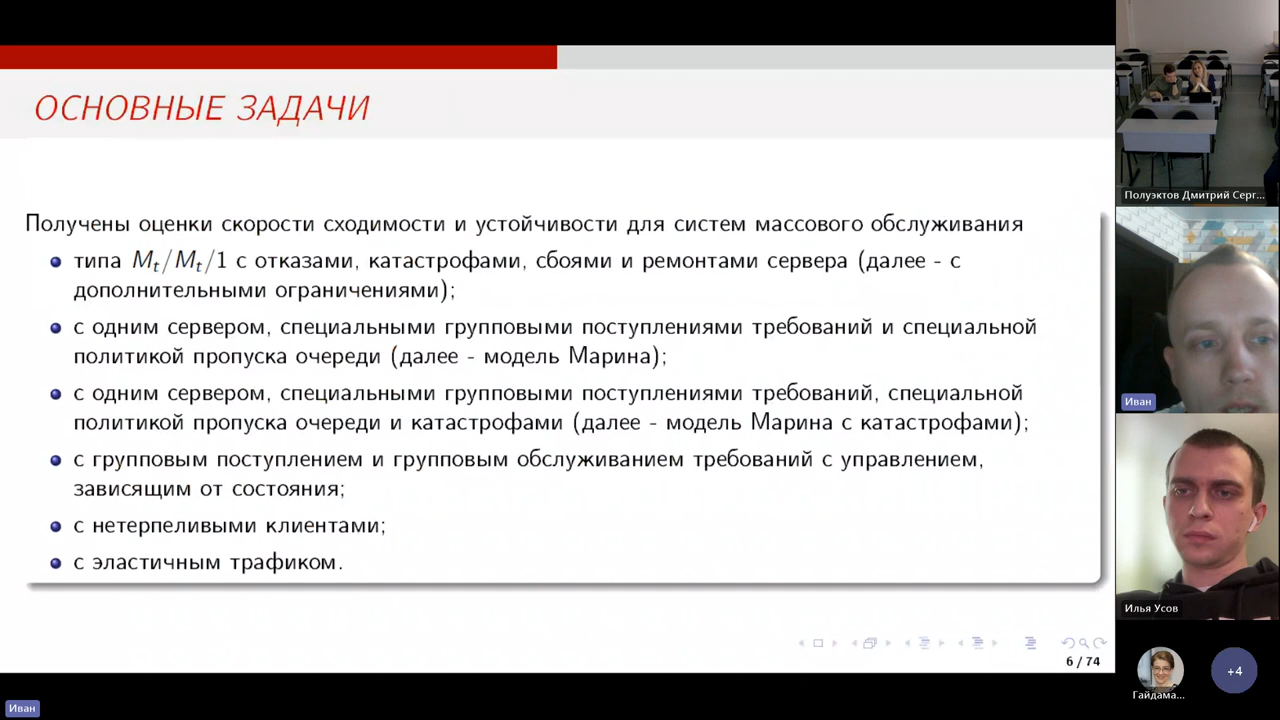 ОСНОВНЫЕ ЗАДАЧИ
Получены оценки скорости сходимости и устойчивости для систем массового обслуживания
типа M_t/M_t/1 с отказами, катастрофами, сбоями и ремонтами сервера (далее - с
дополнительными ограничениями);
с одним сервером, специальными групповыми поступлениями требований и специальной
политикой пропуска очереди (далее - модель Марина);
с одним сервером, специальными групповыми поступлениями требований, специальной
политикой пропуска очереди и катастрофами (далее - модель Марина с катастрофами);
с групповым поступлением и групповым обслуживанием требований с управлением,
зависящим от состояния;
с нетерпеливыми клиентами;
с эластичным трафиком.
6 / 74
Полуэктов Дмитрий Серг...
Иван
Илья Усов
Гайдама...
+4
Иван